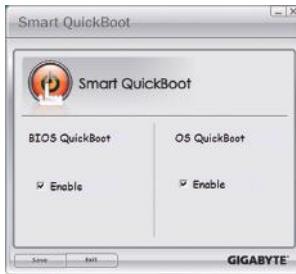 Smart QuickBoot
Smart QuickBoot
BIOS QuickBoot
OS QuickBoot
Enable
Enable
Save
Exit
GIGABYTE